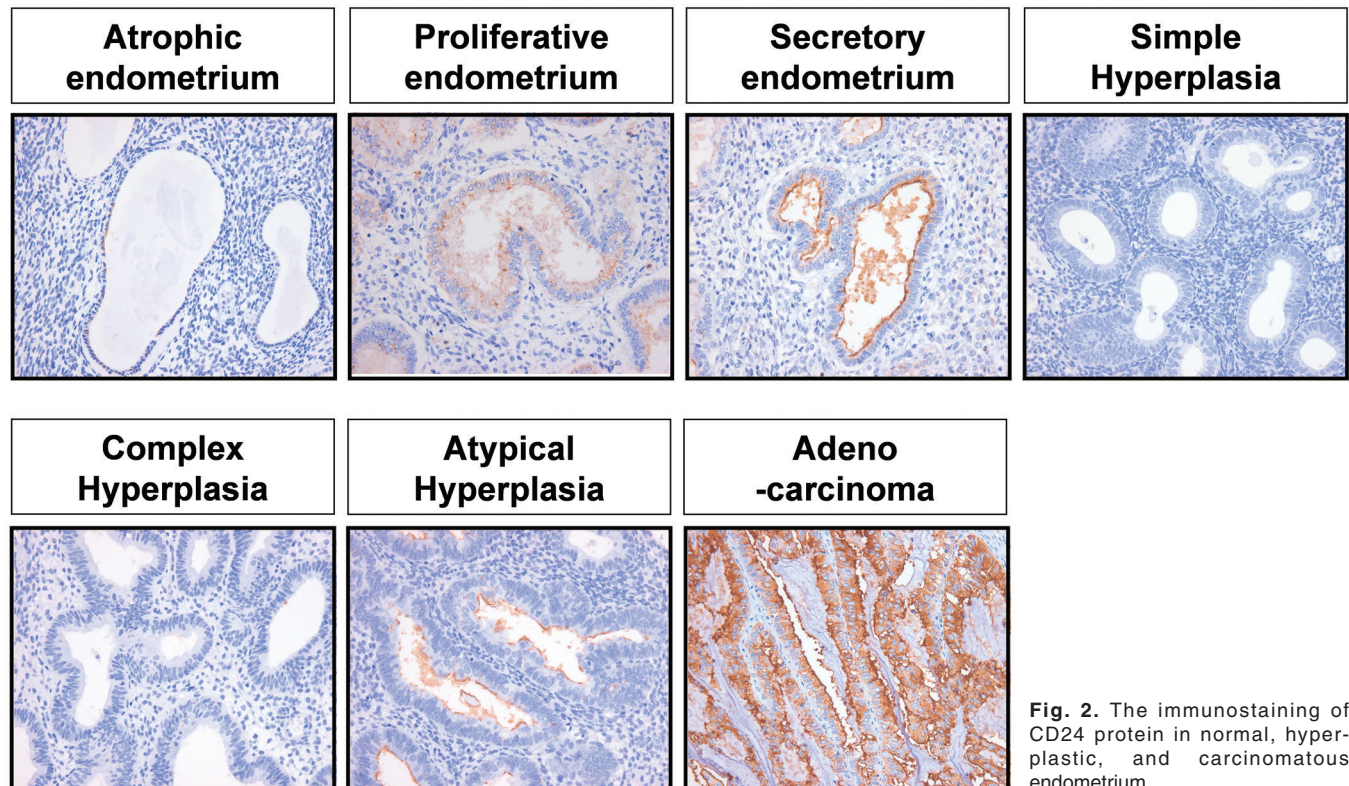 Atrophic
endometrium
Proliferative
endometrium
Secretory
endometrium
Simple
Hyperplasia
Complex
Hyperplasia
Atypical
Hyperplasia
Adeno
-carcinoma
Fig. 2. The immunostaining of
CD24 protein in normal, hyper-
plastic, and carcinomatous
endometrium